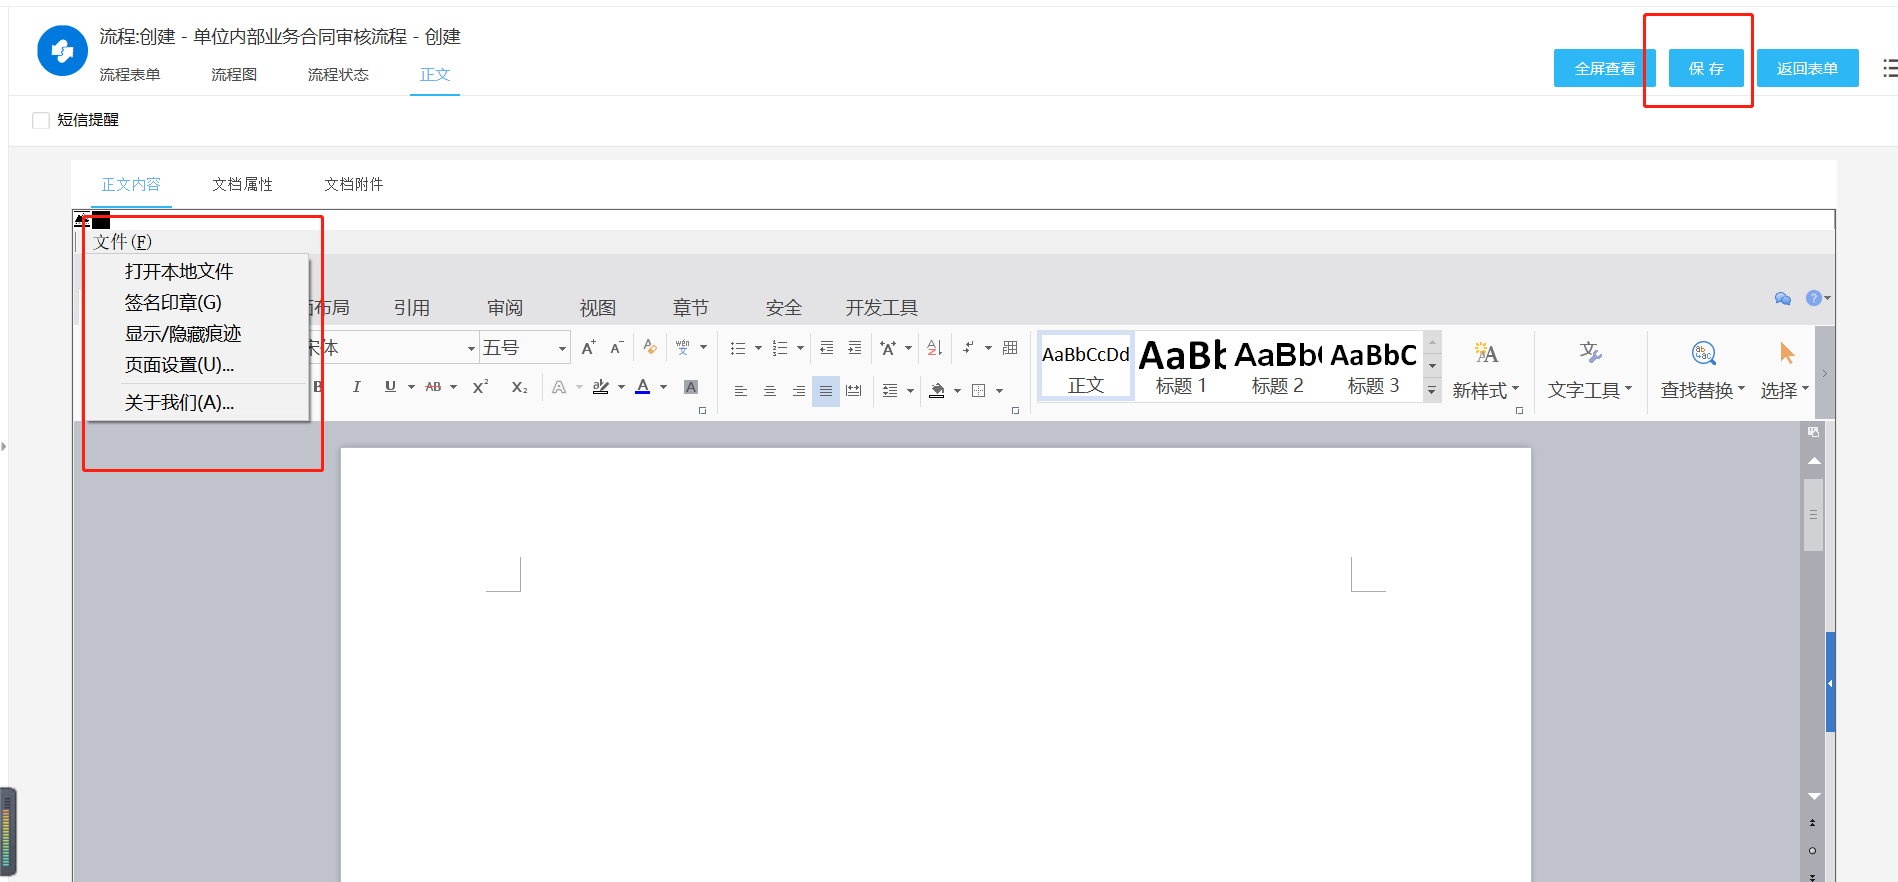 流程:创建 - 单位内部业务合同审核流程 - 创建
流程表单 流程图 流程状态 正文
全屏查看 保 存 返回表单
短信提醒
正文内容 文档属性 文档附件
文件(F)
打开本地文件
签名印章(G)
显示/隐藏痕迹
页面设置(U)...
关于我们(A)...
布局 引用 审阅 视图 章节 安全 开发工具
宋体 五号 A+ A- wén 文
B I U AB X² X₂ A ab A A
AaBbCcDd AaBb AaBb AaBbC
正文 标题 1 标题 2 标题 3
新样式 文字工具 查找替换 选择